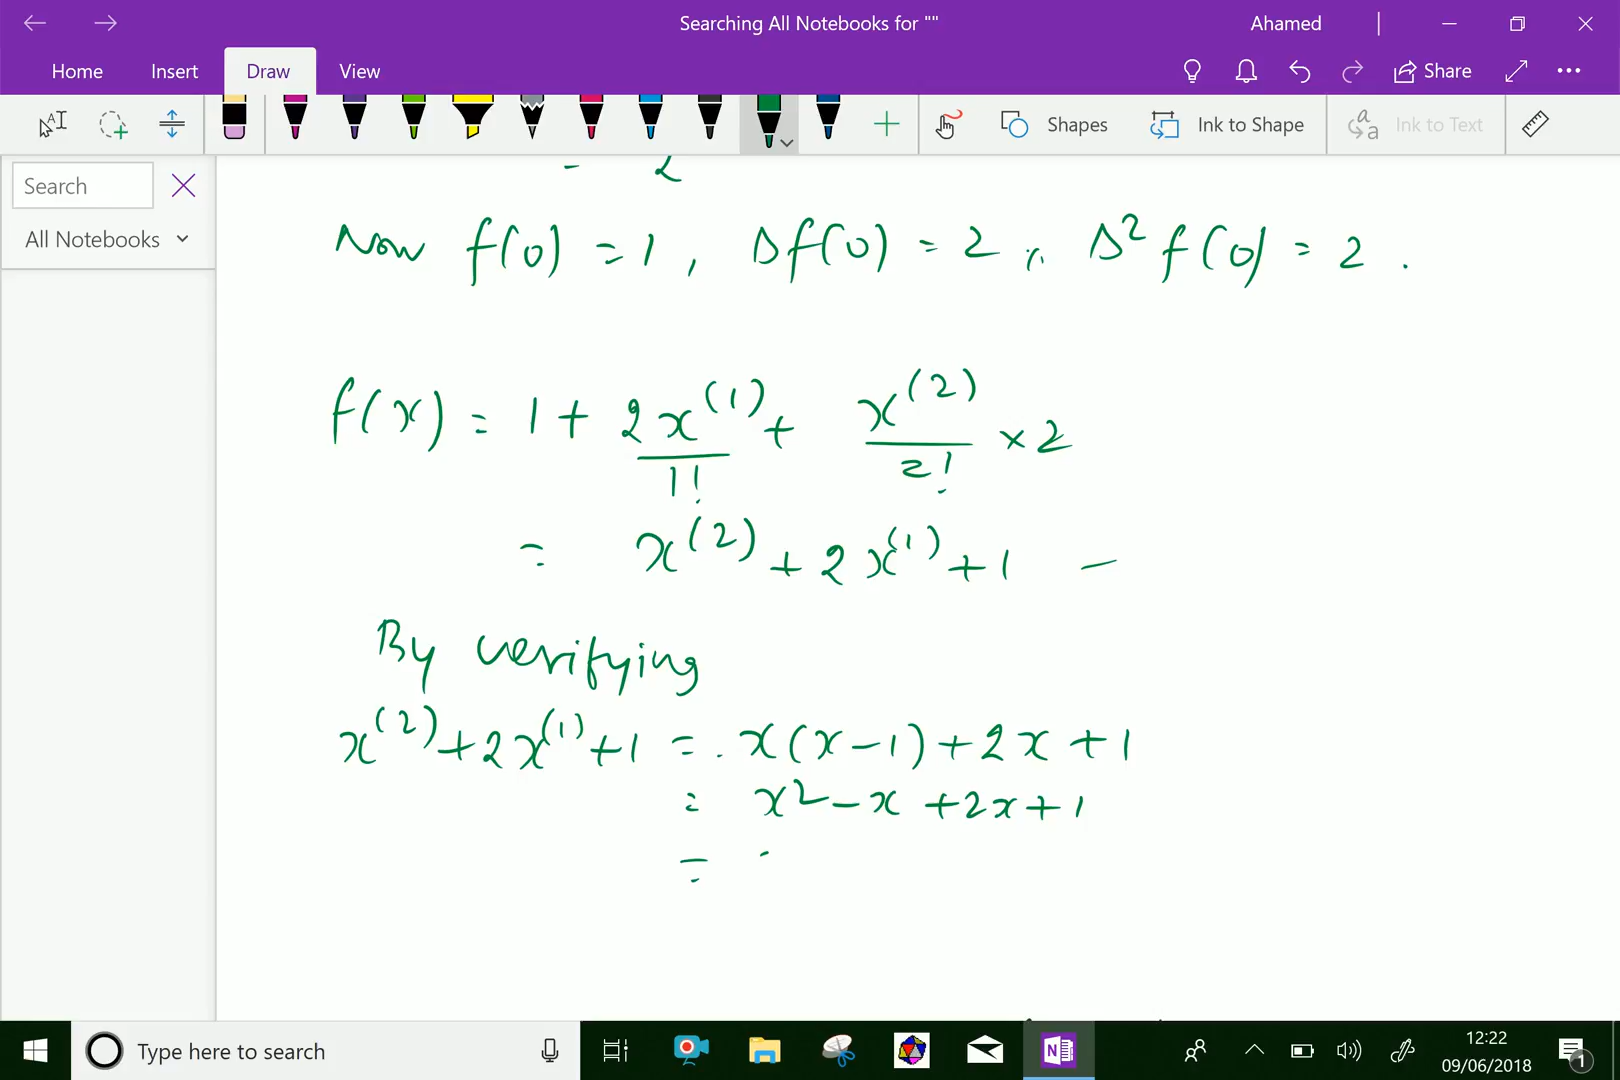 Searching All Notebooks for ""
Ahamed
Home Insert Draw View
Share
Shapes
Ink to Shape
Ink to Text
Search
All Notebooks
= 2
Now f(0) = 1, Δf(0) = 2, Δ² f(0) = 2.
f(x) = 1 + 2x^(1)/1! + x^(2)/2! × 2
= x^(2) + 2x^(1) + 1 —
By verifying
x^(2) + 2x^(1) + 1 = x(x-1) + 2x + 1
= x² - x + 2x + 1
=
Type here to search
12:22
09/06/2018
1